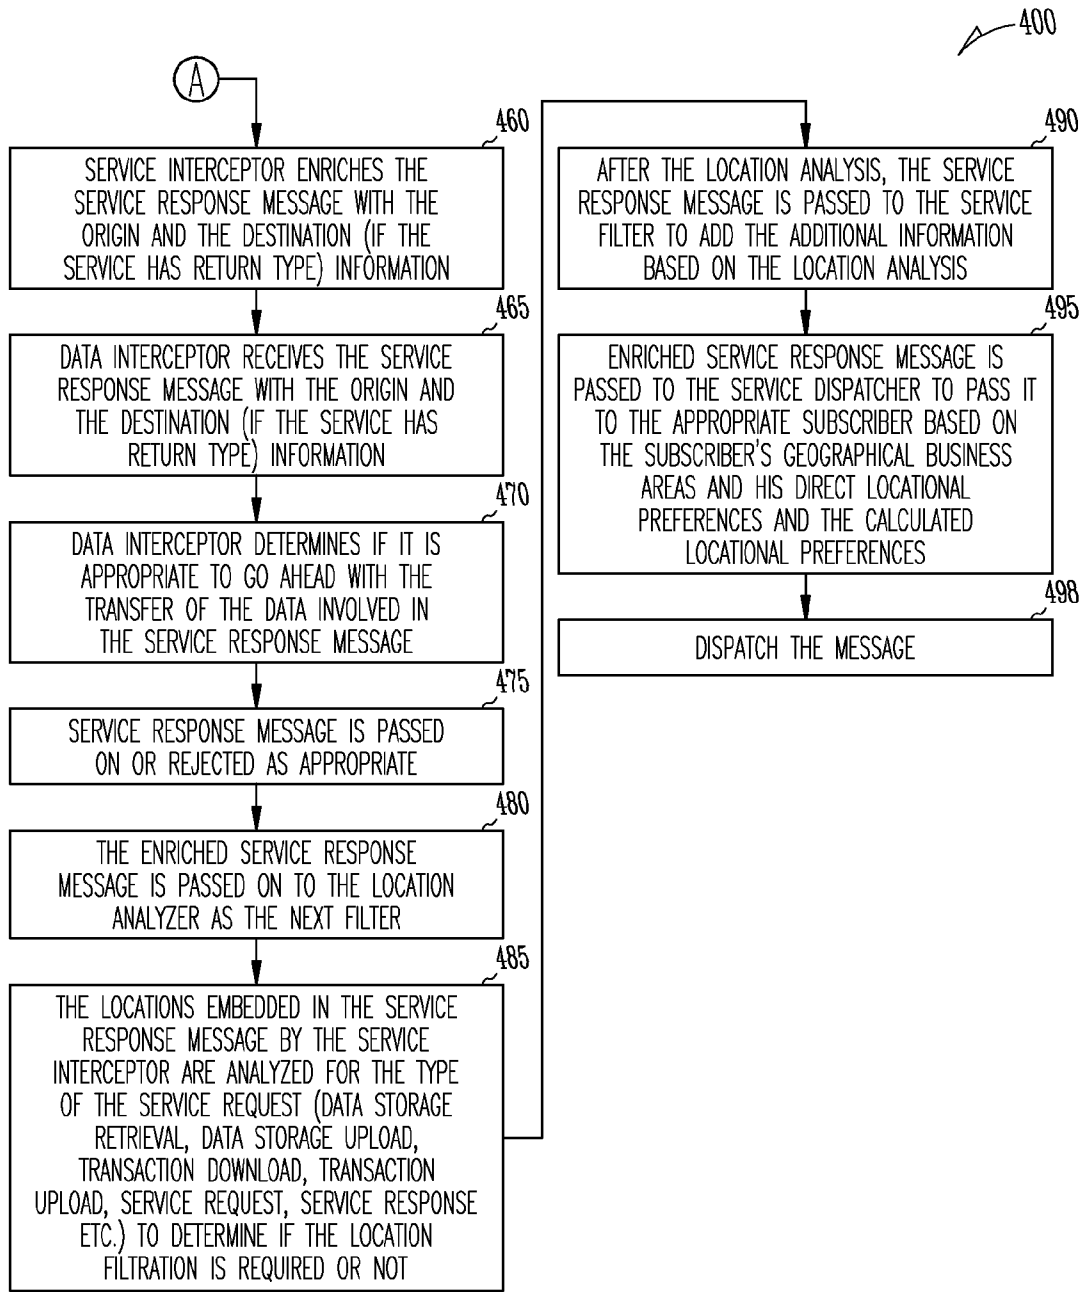 400
A
460
SERVICE INTERCEPTOR ENRICHES THE
SERVICE RESPONSE MESSAGE WITH THE
ORIGIN AND THE DESTINATION (IF THE
SERVICE HAS RETURN TYPE) INFORMATION
465
DATA INTERCEPTOR RECEIVES THE SERVICE
RESPONSE MESSAGE WITH THE ORIGIN AND
THE DESTINATION (IF THE SERVICE HAS
RETURN TYPE) INFORMATION
470
DATA INTERCEPTOR DETERMINES IF IT IS
APPROPRIATE TO GO AHEAD WITH THE
TRANSFER OF THE DATA INVOLVED IN
THE SERVICE RESPONSE MESSAGE
475
SERVICE RESPONSE MESSAGE IS PASSED
ON OR REJECTED AS APPROPRIATE
480
THE ENRICHED SERVICE RESPONSE
MESSAGE IS PASSED ON TO THE LOCATION
ANALYZER AS THE NEXT FILTER
485
THE LOCATIONS EMBEDDED IN THE SERVICE
RESPONSE MESSAGE BY THE SERVICE
INTERCEPTOR ARE ANALYZED FOR THE TYPE
OF THE SERVICE REQUEST (DATA STORAGE
RETRIEVAL, DATA STORAGE UPLOAD,
TRANSACTION DOWNLOAD, TRANSACTION
UPLOAD, SERVICE REQUEST, SERVICE RESPONSE
ETC.) TO DETERMINE IF THE LOCATION
FILTRATION IS REQUIRED OR NOT
490
AFTER THE LOCATION ANALYSIS, THE SERVICE
RESPONSE MESSAGE IS PASSED TO THE SERVICE
FILTER TO ADD THE ADDITIONAL INFORMATION
BASED ON THE LOCATION ANALYSIS
495
ENRICHED SERVICE RESPONSE MESSAGE IS
PASSED TO THE SERVICE DISPATCHER TO PASS IT
TO THE APPROPRIATE SUBSCRIBER BASED ON
THE SUBSCRIBER'S GEOGRAPHICAL BUSINESS
AREAS AND HIS DIRECT LOCATIONAL
PREFERENCES AND THE CALCULATED
LOCATIONAL PREFERENCES
498
DISPATCH THE MESSAGE